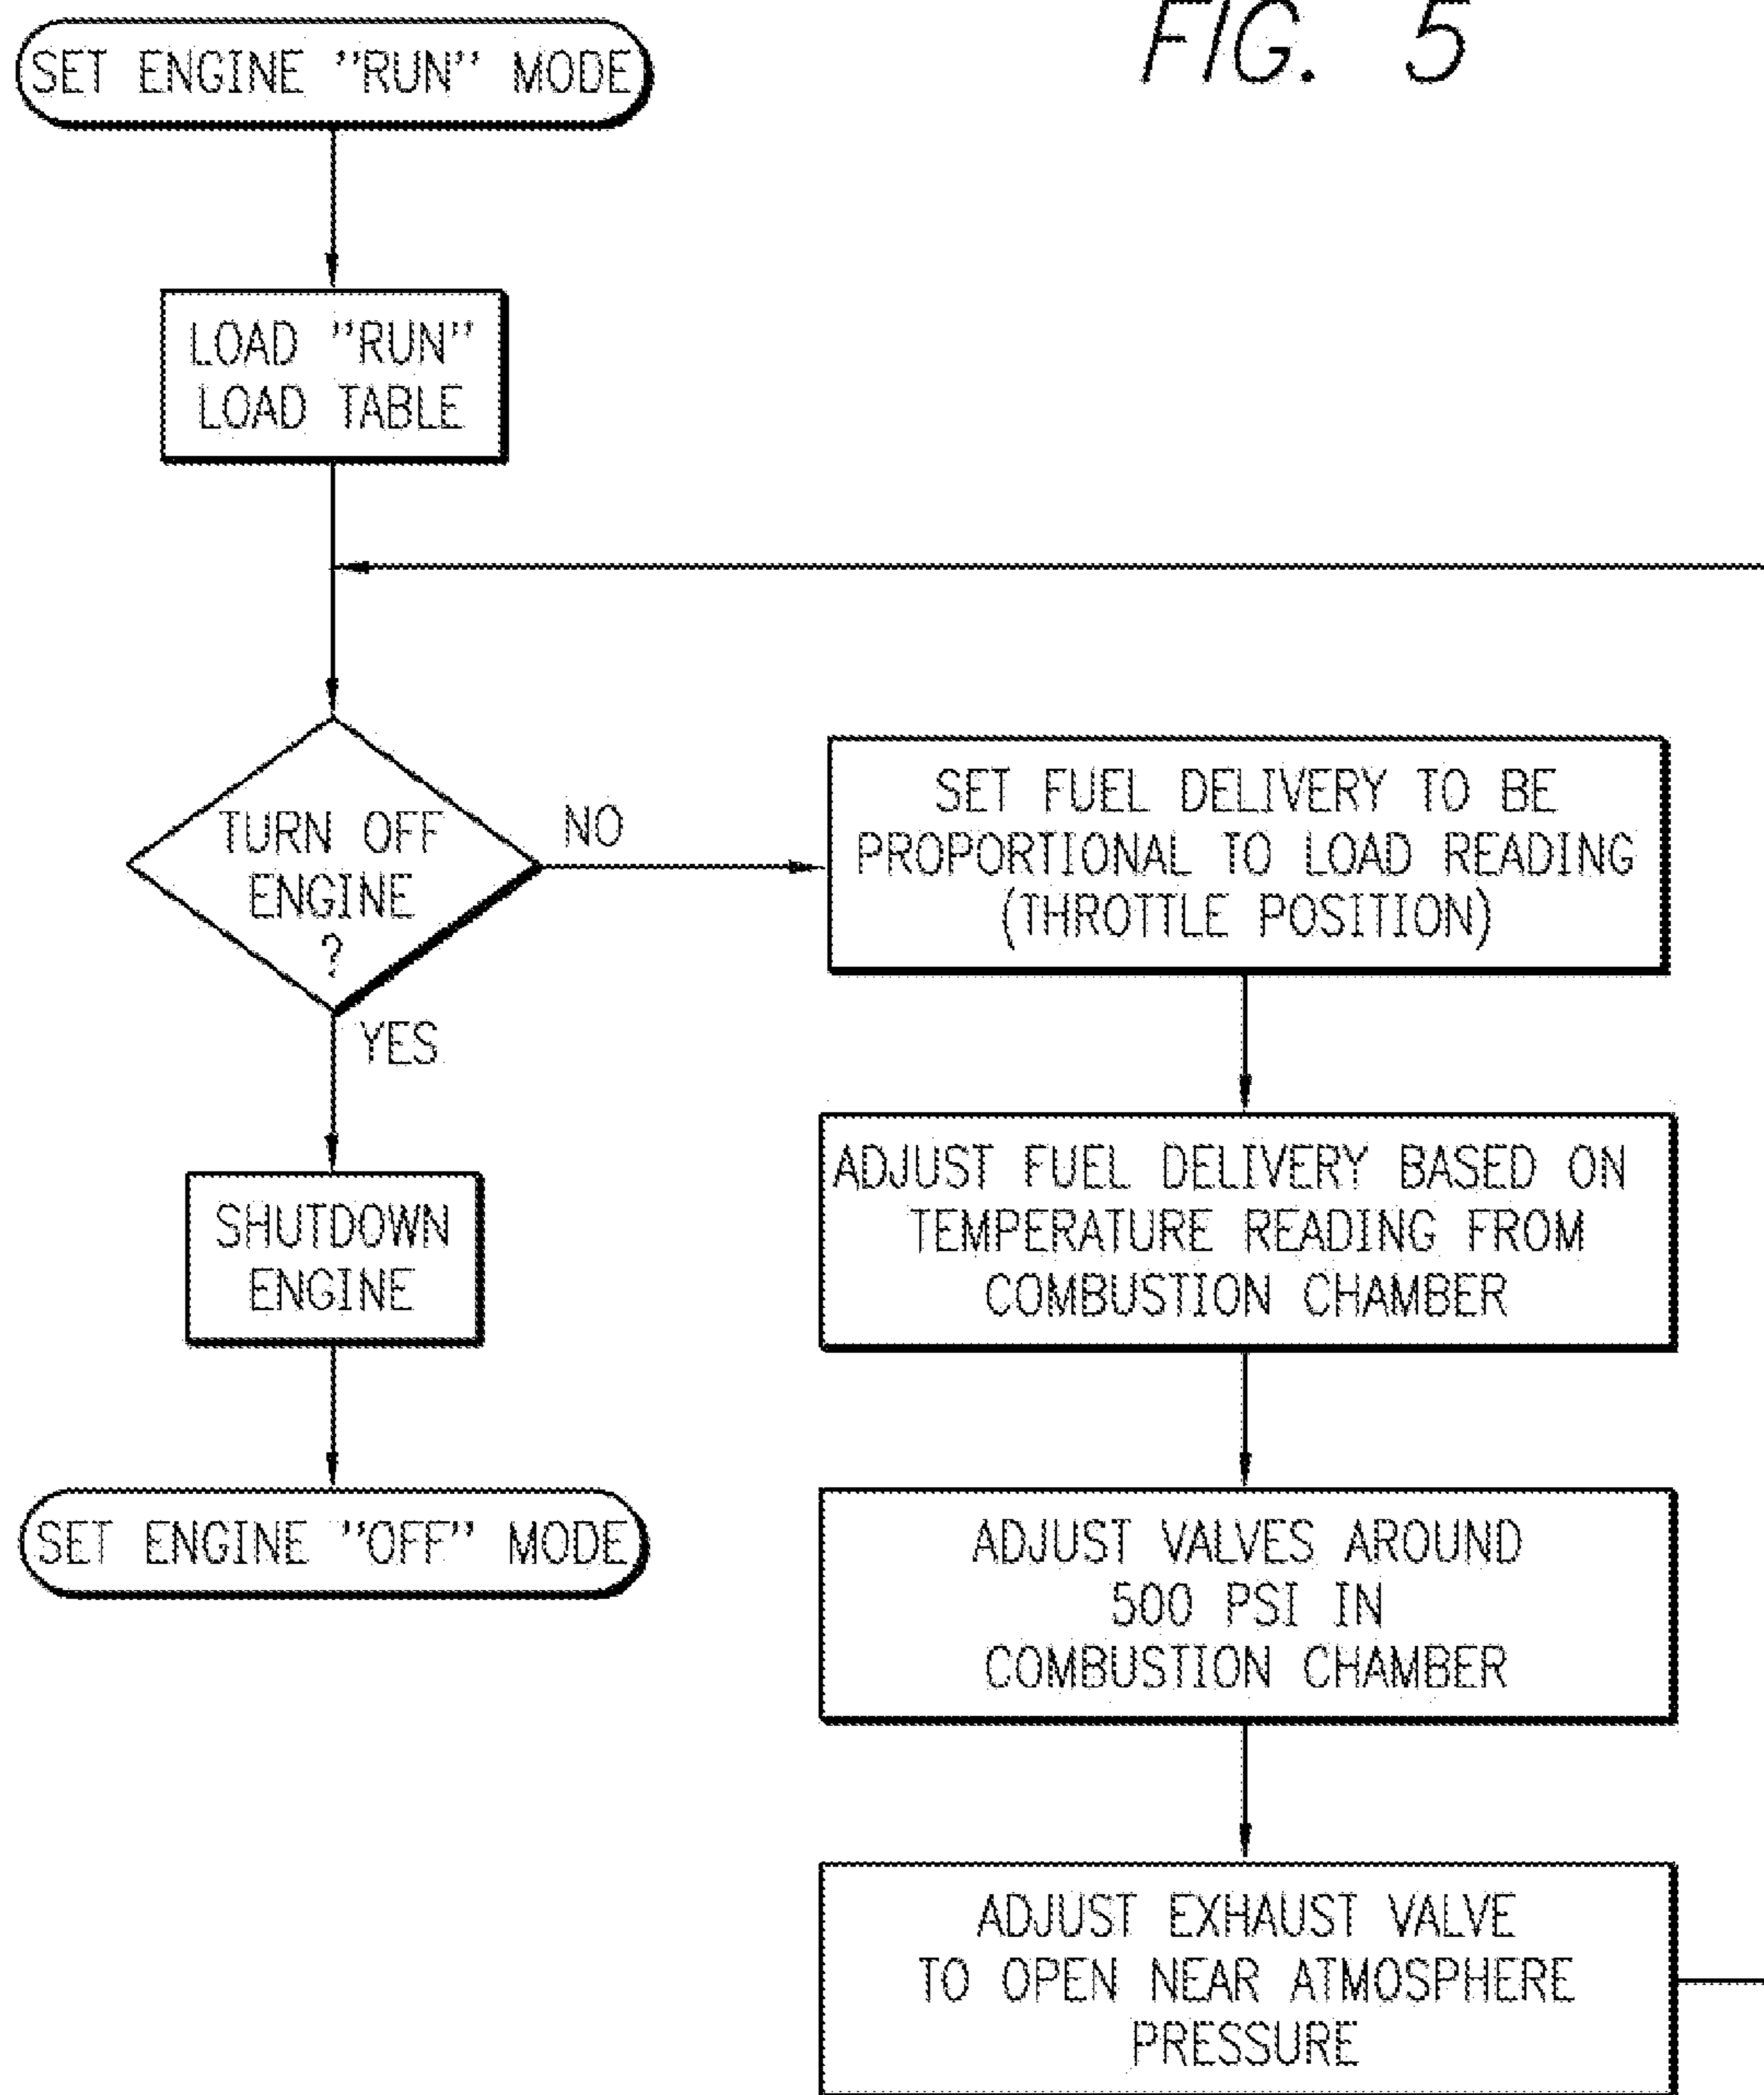 FIG. 5
SET ENGINE "RUN" MODE
LOAD "RUN"
LOAD TABLE
TURN OFF
ENGINE
?
NO
YES
SHUTDOWN
ENGINE
SET ENGINE "OFF" MODE
SET FUEL DELIVERY TO BE
PROPORTIONAL TO LOAD READING
(THROTTLE POSITION)
ADJUST FUEL DELIVERY BASED ON
TEMPERATURE READING FROM
COMBUSTION CHAMBER
ADJUST VALVES AROUND
500 PSI IN
COMBUSTION CHAMBER
ADJUST EXHAUST VALVE
TO OPEN NEAR ATMOSPHERE
PRESSURE